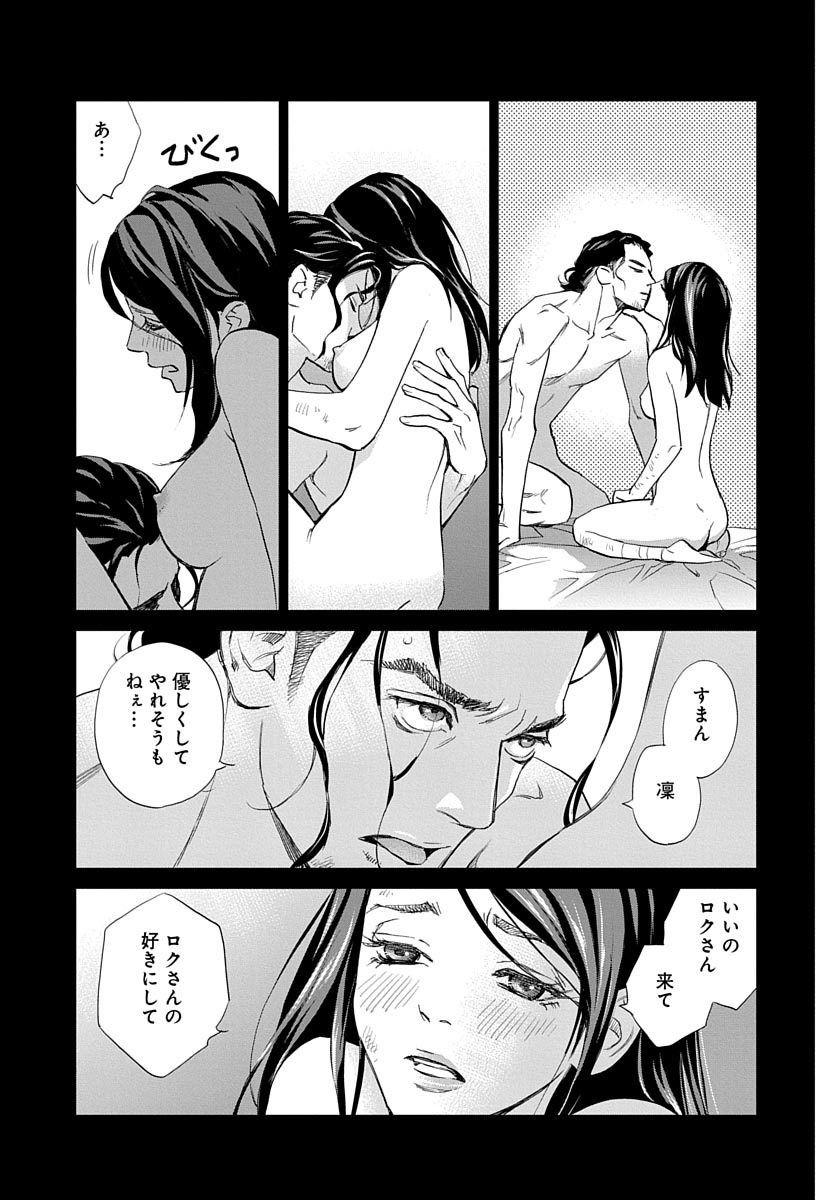 びくっ
あ…
すまん
凜
優しくして
やれそうも
ねぇ…
いいの
ロクさん
来て
ロクさんの
好きにして